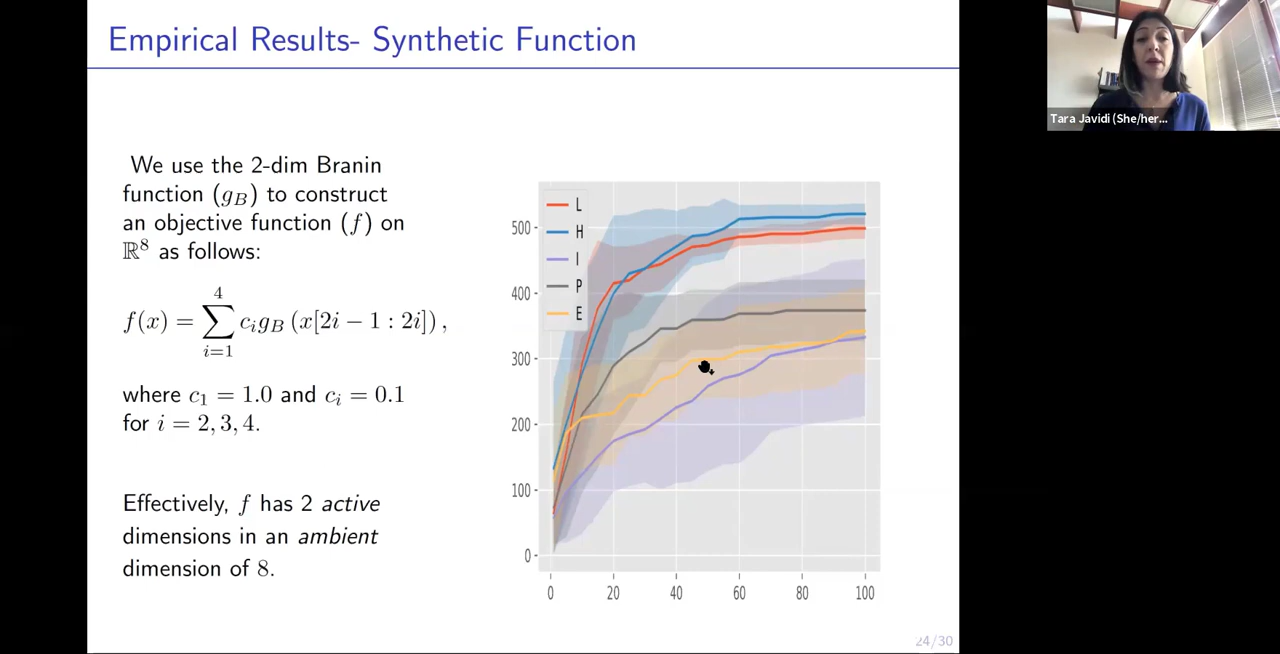 Empirical Results- Synthetic Function
Tara Javidi (She/her...
We use the 2-dim Branin
function (g_B) to construct
an objective function (f) on
ℝ⁸ as follows:
f(x) = ∑_{i=1}^{4} c_i g_B (x[2i − 1 : 2i]) ,
where c₁ = 1.0 and c_i = 0.1
for i = 2, 3, 4.
Effectively, f has 2 active
dimensions in an ambient
dimension of 8.
L
H
I
P
E
500
400
300
200
100
0
0 20 40 60 80 100
24/30